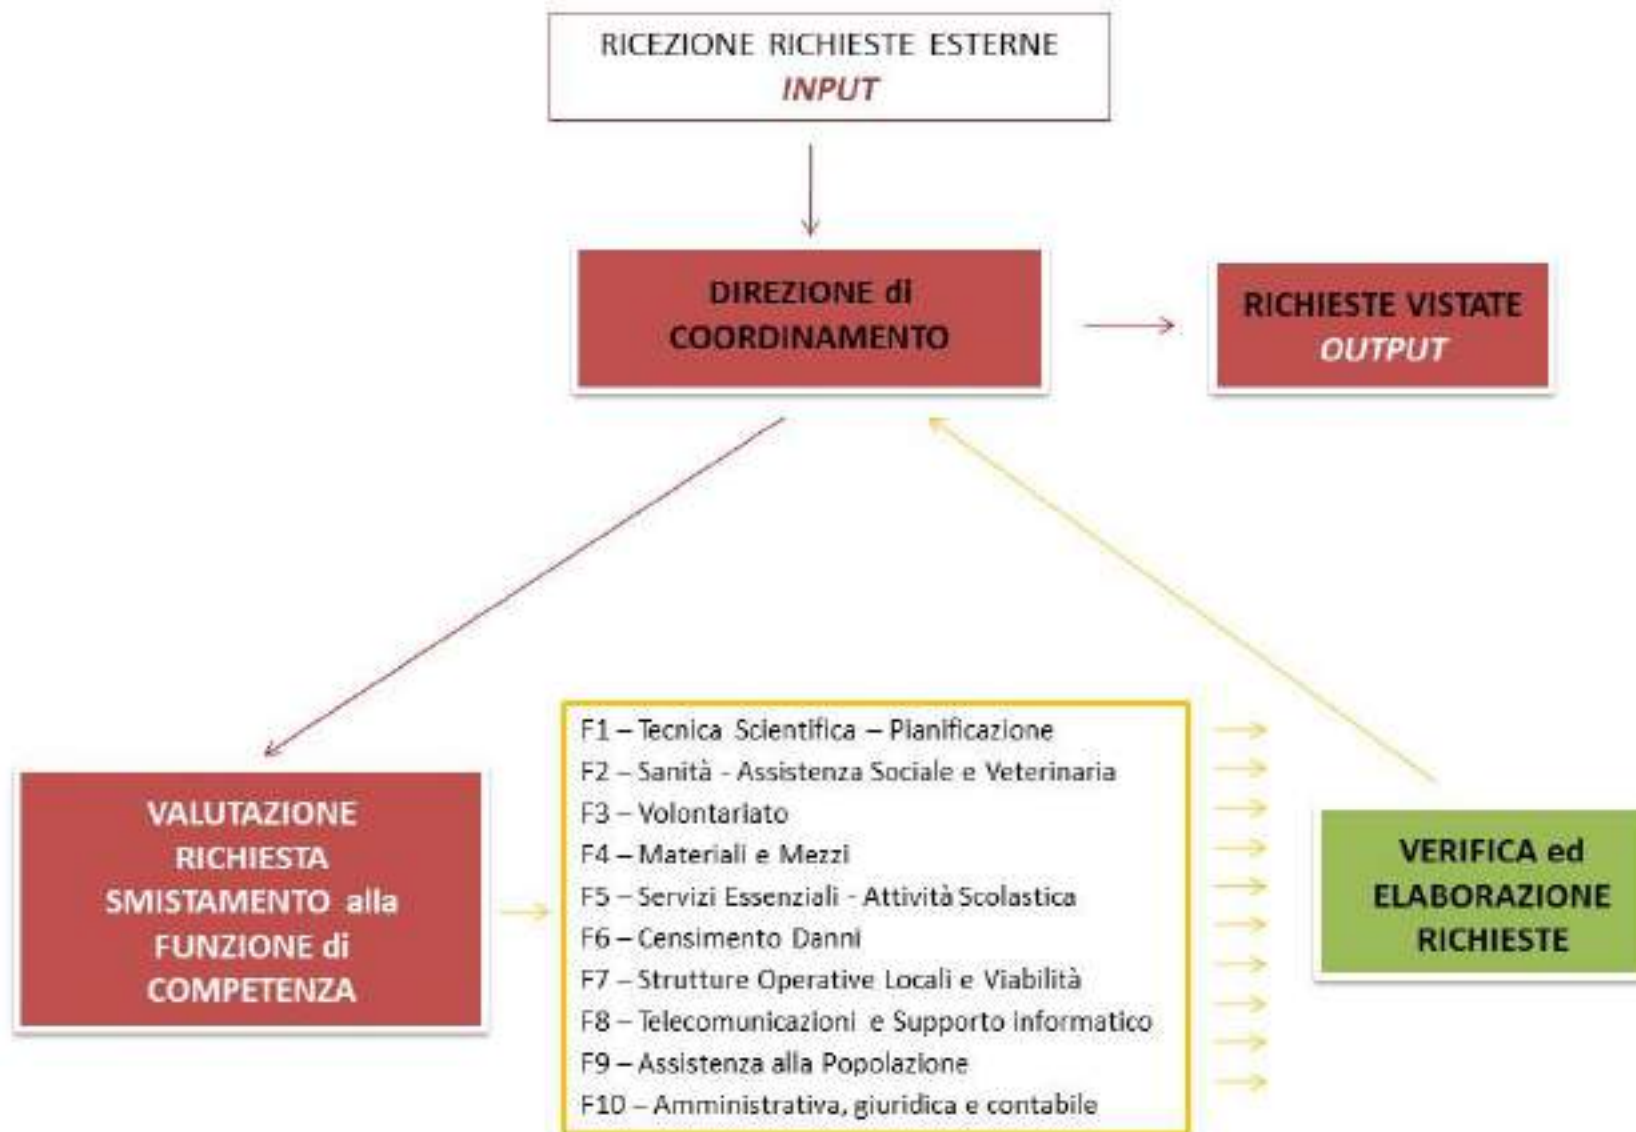 RICEZIONE RICHIESTE ESTERNE
INPUT
DIREZIONE di
COORDINAMENTO
RICHIESTE VISTATE
OUTPUT
VALUTAZIONE
RICHIESTA
SMISTAMENTO alla
FUNZIONE di
COMPETENZA
F1 – Tecnica Scientifica – Pianificazione
F2 – Sanità - Assistenza Sociale e Veterinaria
F3 – Volontariato
F4 – Materiali e Mezzi
F5 – Servizi Essenziali - Attività Scolastica
F6 – Censimento Danni
F7 – Strutture Operative Locali e Viabilità
F8 – Telecomunicazioni e Supporto informatico
F9 – Assistenza alla Popolazione
F10 – Amministrativa, giuridica e contabile
VERIFICA ed
ELABORAZIONE
RICHIESTE